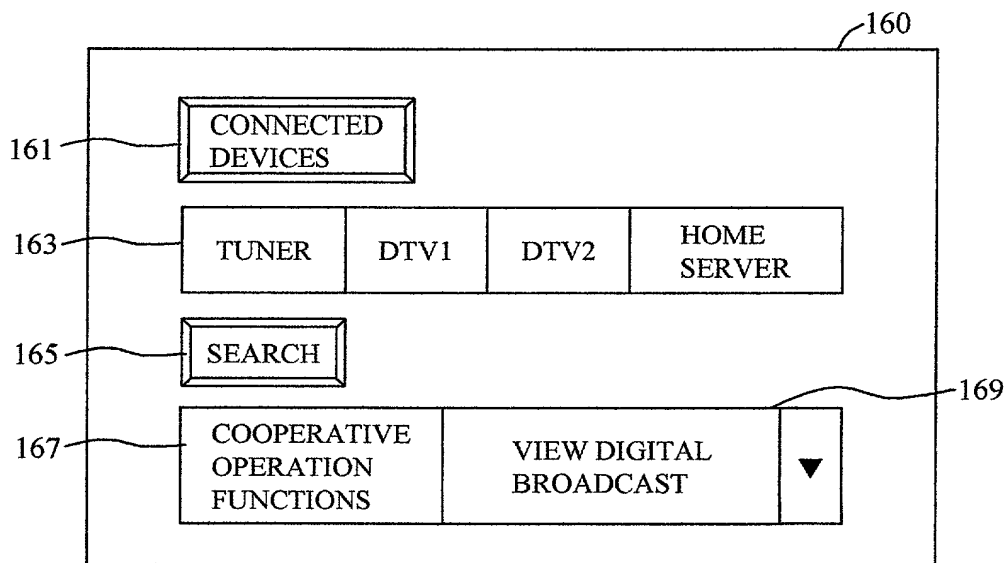 160
CONNECTED
DEVICES
161
163
TUNER
DTV1
DTV2
HOME
SERVER
165
SEARCH
169
167
COOPERATIVE
OPERATION
FUNCTIONS
VIEW DIGITAL
BROADCAST
▼